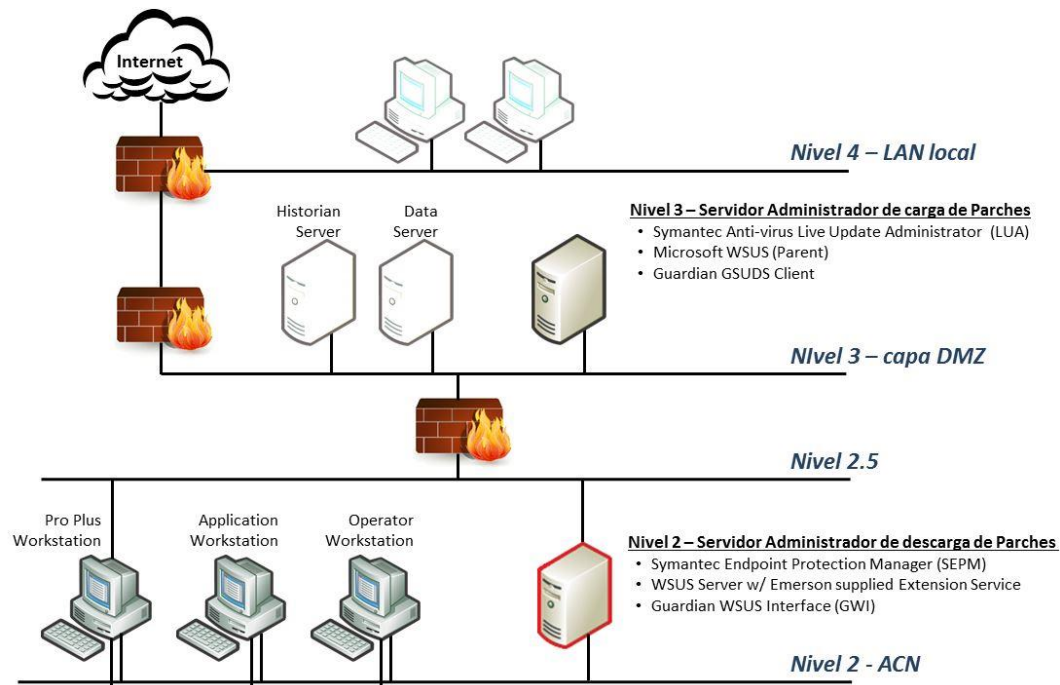 Internet
Nivel 4 – LAN local
Historian
Server
Data
Server
Nivel 3 – Servidor Administrador de carga de Parches
• Symantec Anti-virus Live Update Administrator (LUA)
• Microsoft WSUS (Parent)
• Guardian GSUDS Client
NIvel 3 – capa DMZ
Nivel 2.5
Pro Plus
Workstation
Application
Workstation
Operator
Workstation
Nivel 2 – Servidor Administrador de descarga de Parches
• Symantec Endpoint Protection Manager (SEPM)
• WSUS Server w/ Emerson supplied Extension Service
• Guardian WSUS Interface (GWI)
Nivel 2 - ACN